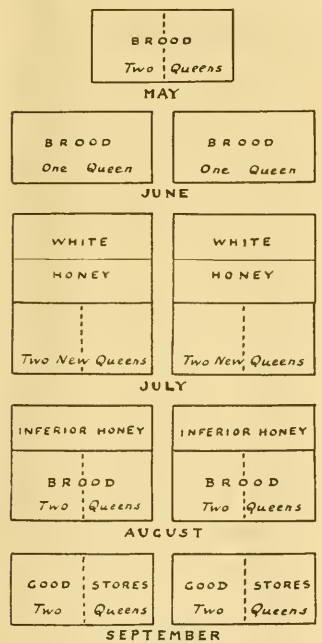 BROOD
Two Queens
MAY
BROOD BROOD
One Queen One Queen
JUNE
WHITE WHITE
HONEY HONEY
Two New Queens Two New Queens
JULY
INFERIOR HONEY INFERIOR HONEY
BROOD BROOD
Two Queens Two Queens
AUGUST
GOOD STORES GOOD STORES
Two Queens Two Queens
SEPTEMBER